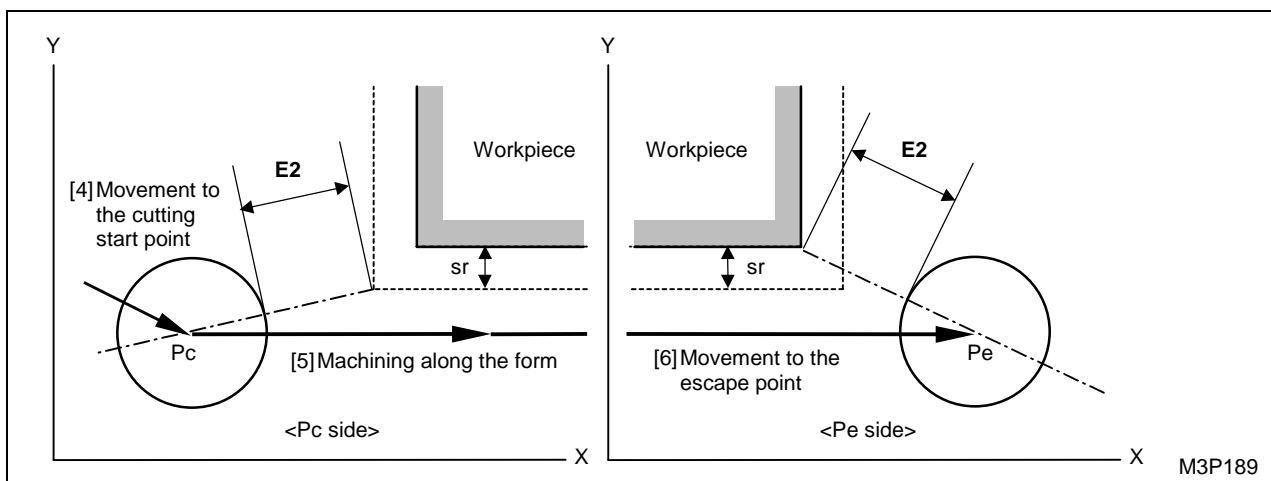 Y
Workpiece
E2
[4] Movement to
the cutting
start point
sr
Pc
[5] Machining along the form
<Pc side>
X
Y
Workpiece
E2
sr
[6] Movement to the
escape point
Pe
<Pe side>
X
M3P189